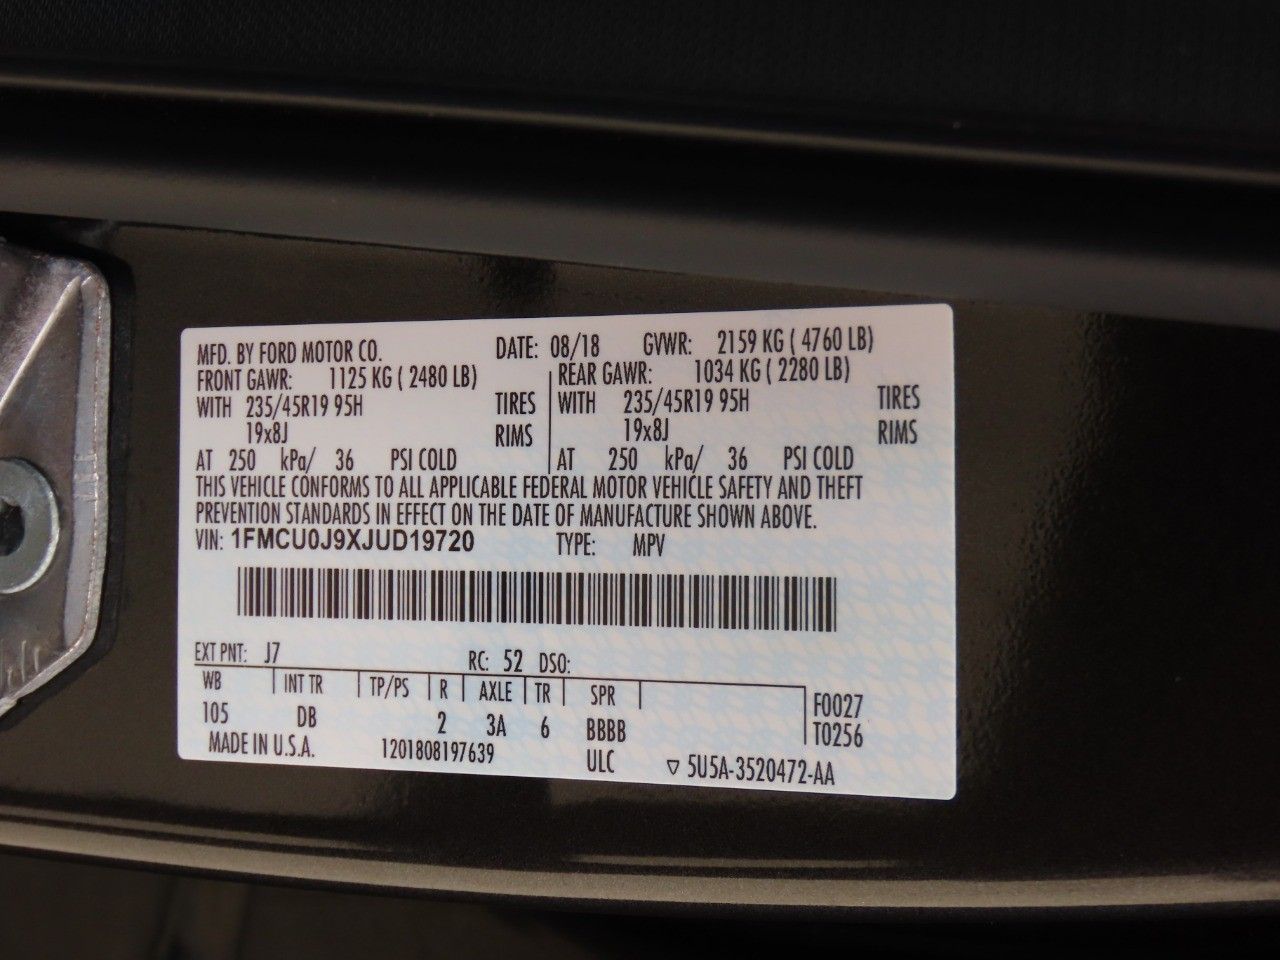 MFD. BY FORD MOTOR CO. DATE: 08/18 GVWR: 2159 KG ( 4760 LB)
FRONT GAWR: 1125 KG ( 2480 LB) REAR GAWR: 1034 KG ( 2280 LB)
WITH 235/45R19 95H TIRES WITH 235/45R19 95H TIRES
19x8J RIMS 19x8J RIMS
AT 250 kPa/ 36 PSI COLD AT 250 kPa/ 36 PSI COLD
THIS VEHICLE CONFORMS TO ALL APPLICABLE FEDERAL MOTOR VEHICLE SAFETY AND THEFT
PREVENTION STANDARDS IN EFFECT ON THE DATE OF MANUFACTURE SHOWN ABOVE.
VIN: 1FMCU0J9XJUD19720 TYPE: MPV
EXT PNT: J7 RC: 52 DSO:
WB INT TR TP/PS R AXLE TR SPR F0027
105 DB 2 3A 6 BBBB T0256
MADE IN U.S.A. 1201808197639 ULC ▽ 5U5A-3520472-AA